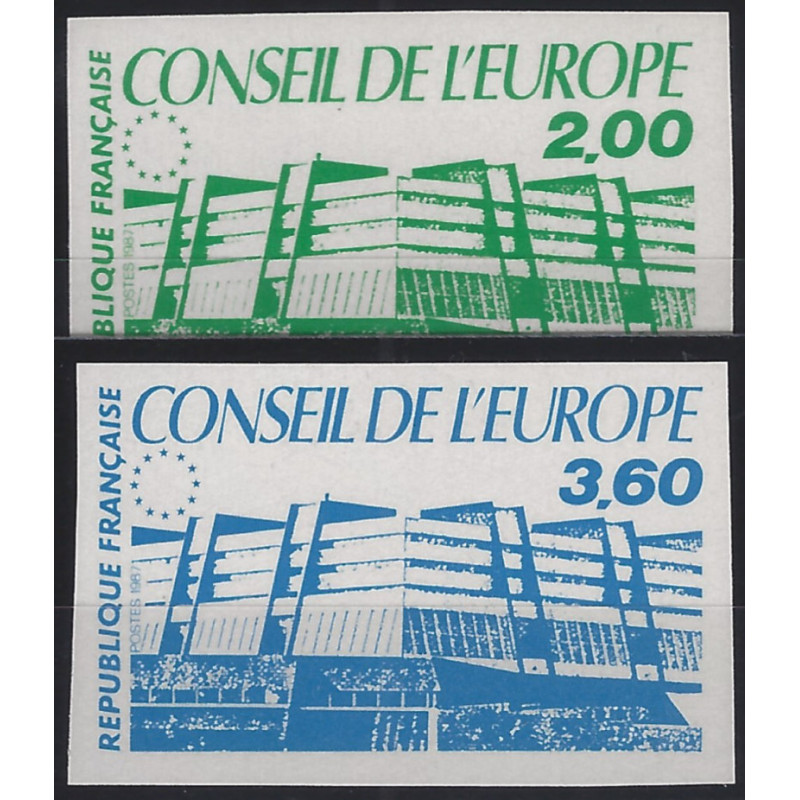 CONSEIL DE L'EUROPE
2,00
BLIQUE FRANÇAISE
POSTES 1987
CONSEIL DE L'EUROPE
3,60
REPUBLIQUE FRANÇAISE
POSTES 1987